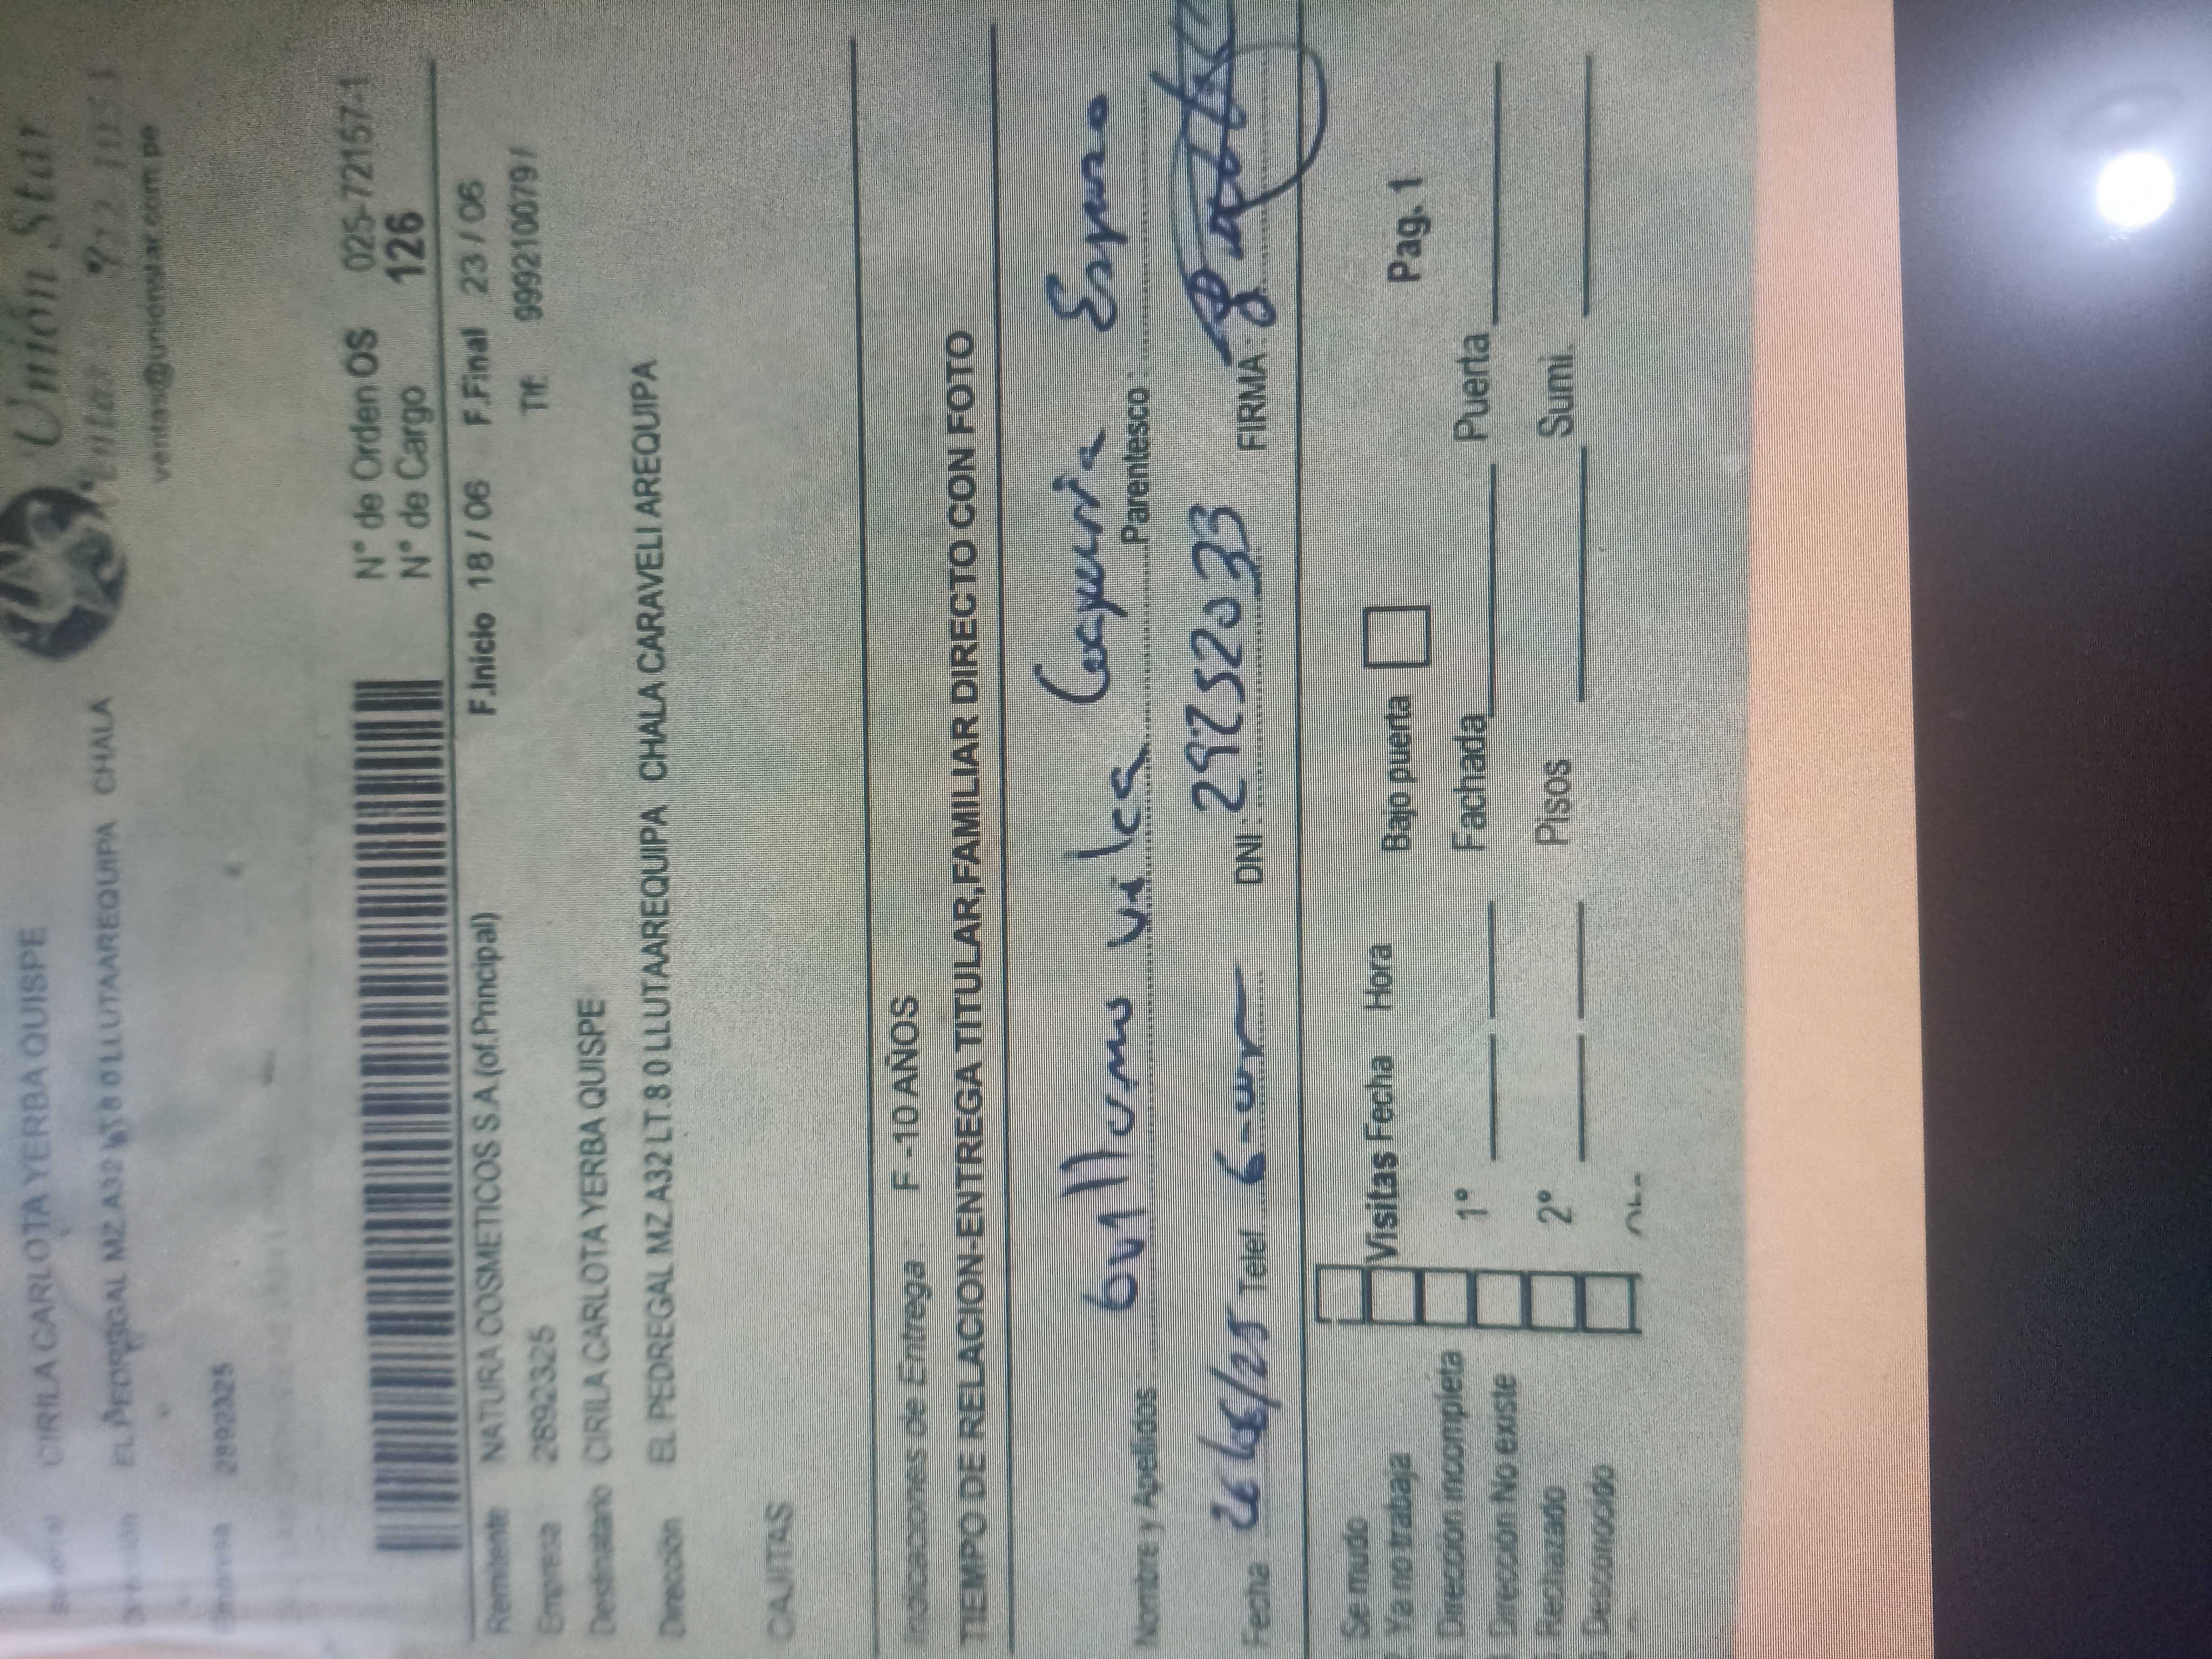 CIRILA CARLOTA YERBA QUISPE
Unión Star
EL PEDREGAL MZ.A32 LT 8 0 LLUTAAREQUIPA CHALA
ventas@unionstar.com.pe
2892325
N° de Orden OS 025-72157-1
N° de Cargo 126
Remitente NATURA COSMETICOS S.A.(of.Principal) F.Inicio 18 / 06 F.Final 23 / 06
Empresa 2892325 Tlf. 999210079 /
Destinatario CIRILA CARLOTA YERBA QUISPE
Dirección EL PEDREGAL MZ.A32 LT.8 0 LLUTAAREQUIPA CHALA CARAVELI AREQUIPA
CAJITAS
Indicaciones de Entrega F -10 AÑOS
TIEMPO DE RELACION-ENTREGA TITULAR,FAMILIAR DIRECTO CON FOTO
Nombre y Apellidos vilca Parentesco :
Fecha : 26/06/25 Telef DNI : 29252033 FIRMA :
Se mudo
Ya no trabaja Visitas Fecha Hora Bajo puerta Pag. 1
Dirección incompleta 1° Fachada Puerta
Dirección No existe
Rechazado 2° Pisos Sumi.
Desconocido